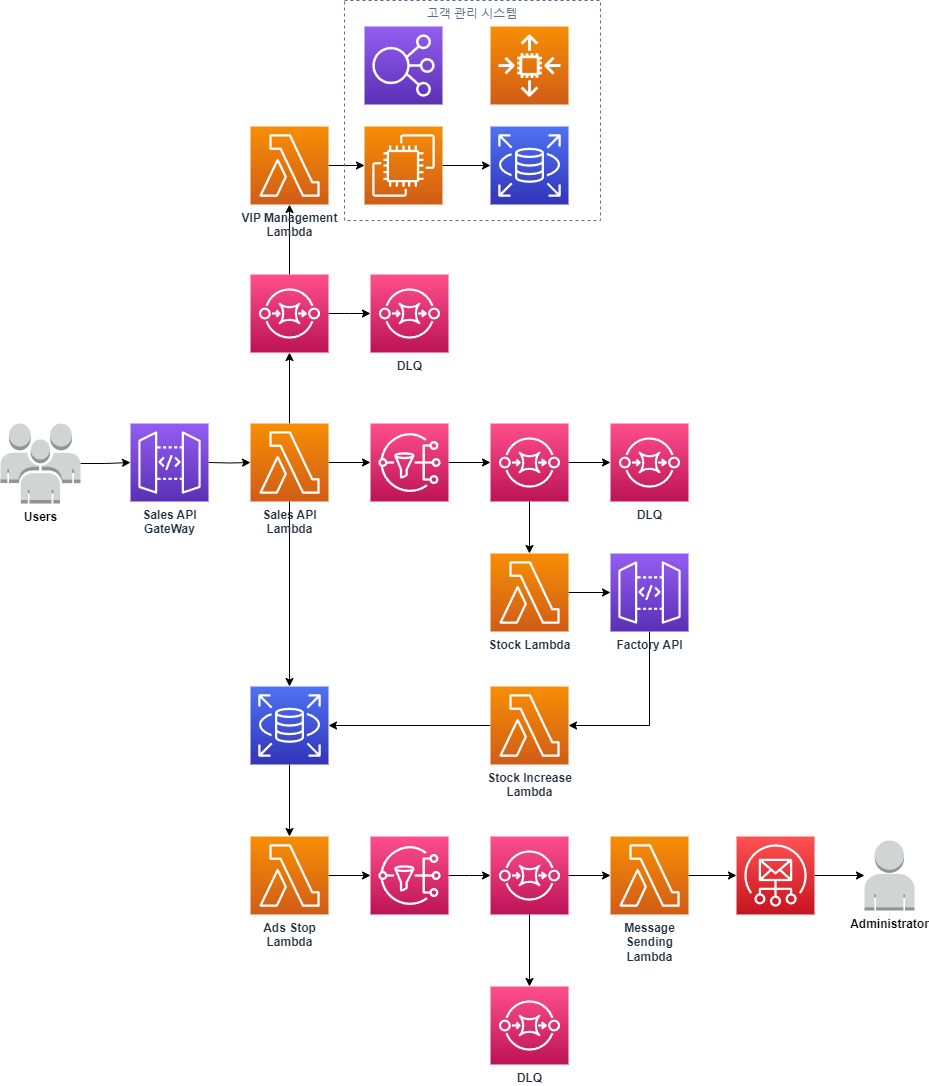 고객 관리 시스템
VIP Management
Lambda
DLQ
Users
Sales API
GateWay
Sales API
Lambda
DLQ
Stock Lambda
Factory API
Stock Increase
Lambda
Ads Stop
Lambda
Message
Sending
Lambda
Administrator
DLQ